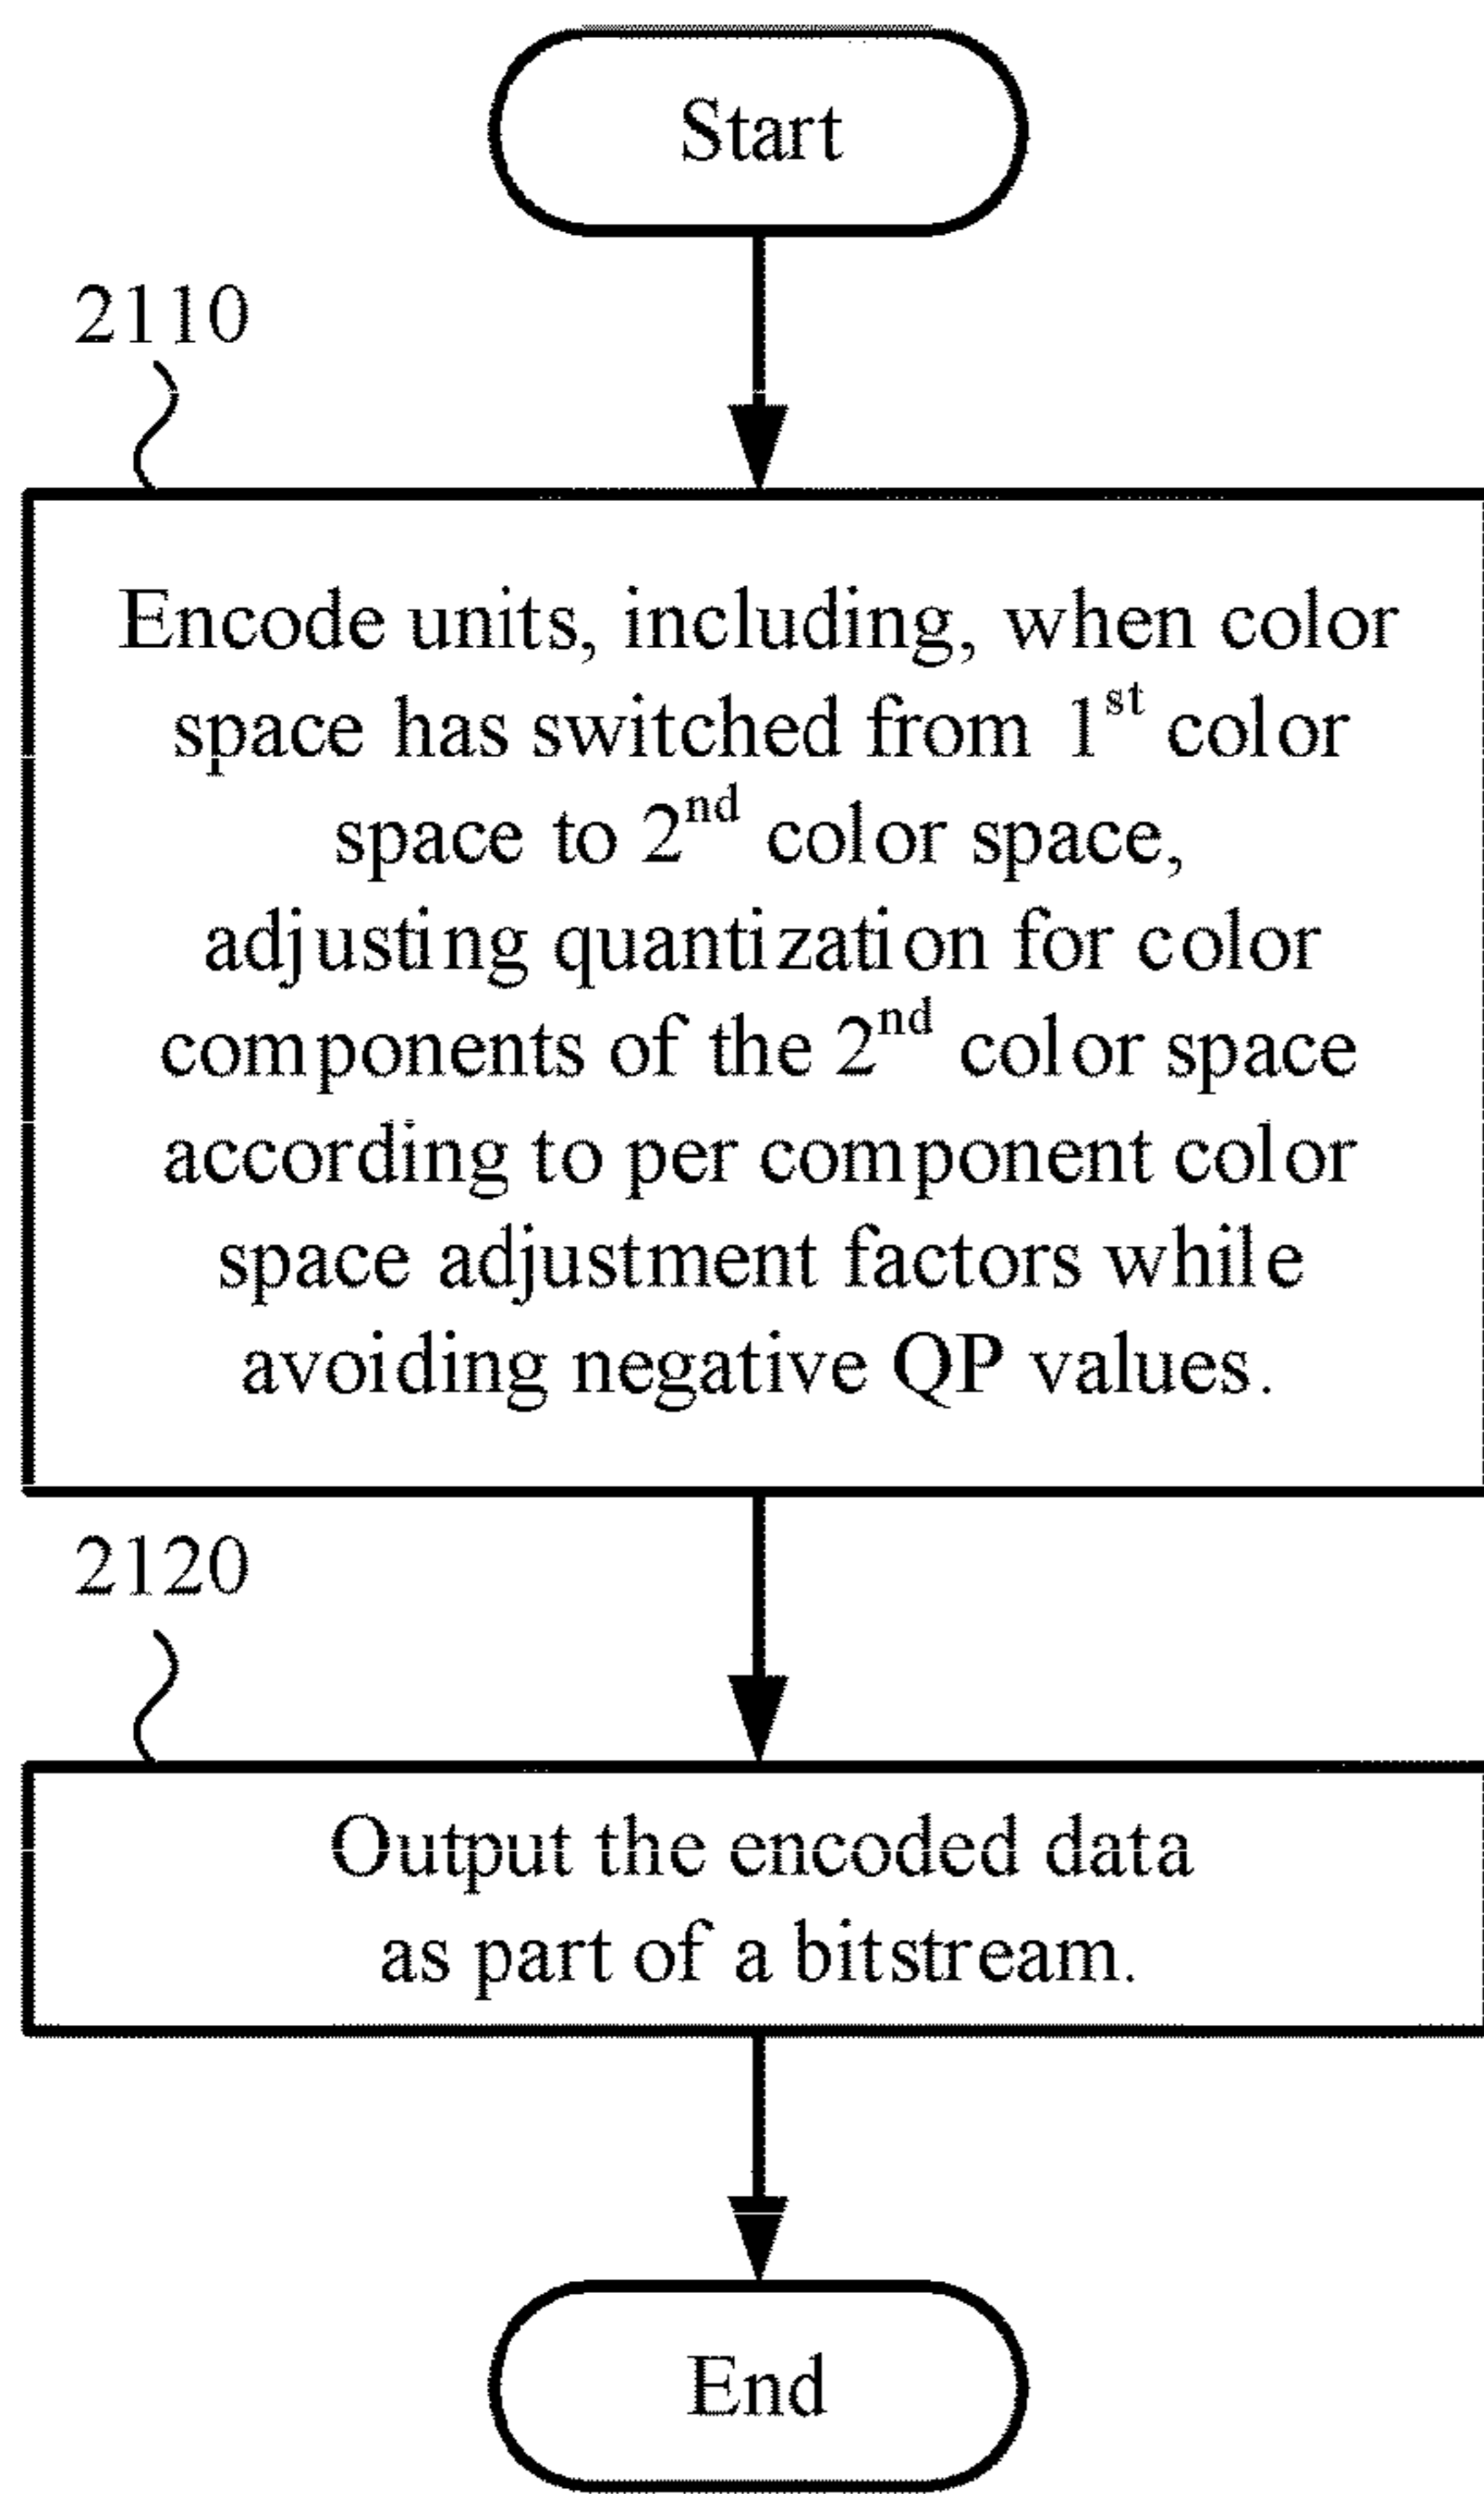 Start
2110
Encode units, including, when color
space has switched from 1st color
space to 2nd color space,
adjusting quantization for color
components of the 2nd color space
according to per component color
space adjustment factors while
avoiding negative QP values.
2120
Output the encoded data
as part of a bitstream.
End